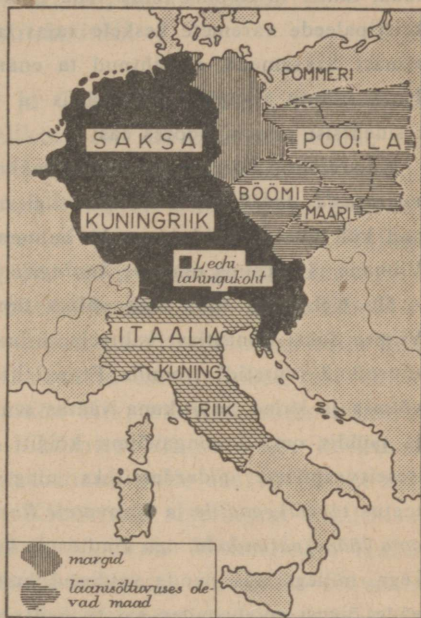 POMMERI
SAKSA
POOLA
BÖÖMI
MÄÄRI
KUNINGRIIK
Lechi
lahingukoht
ITAALIA
KUNING
RIIK
margid
läänisõltuvuses ole-
vad maad